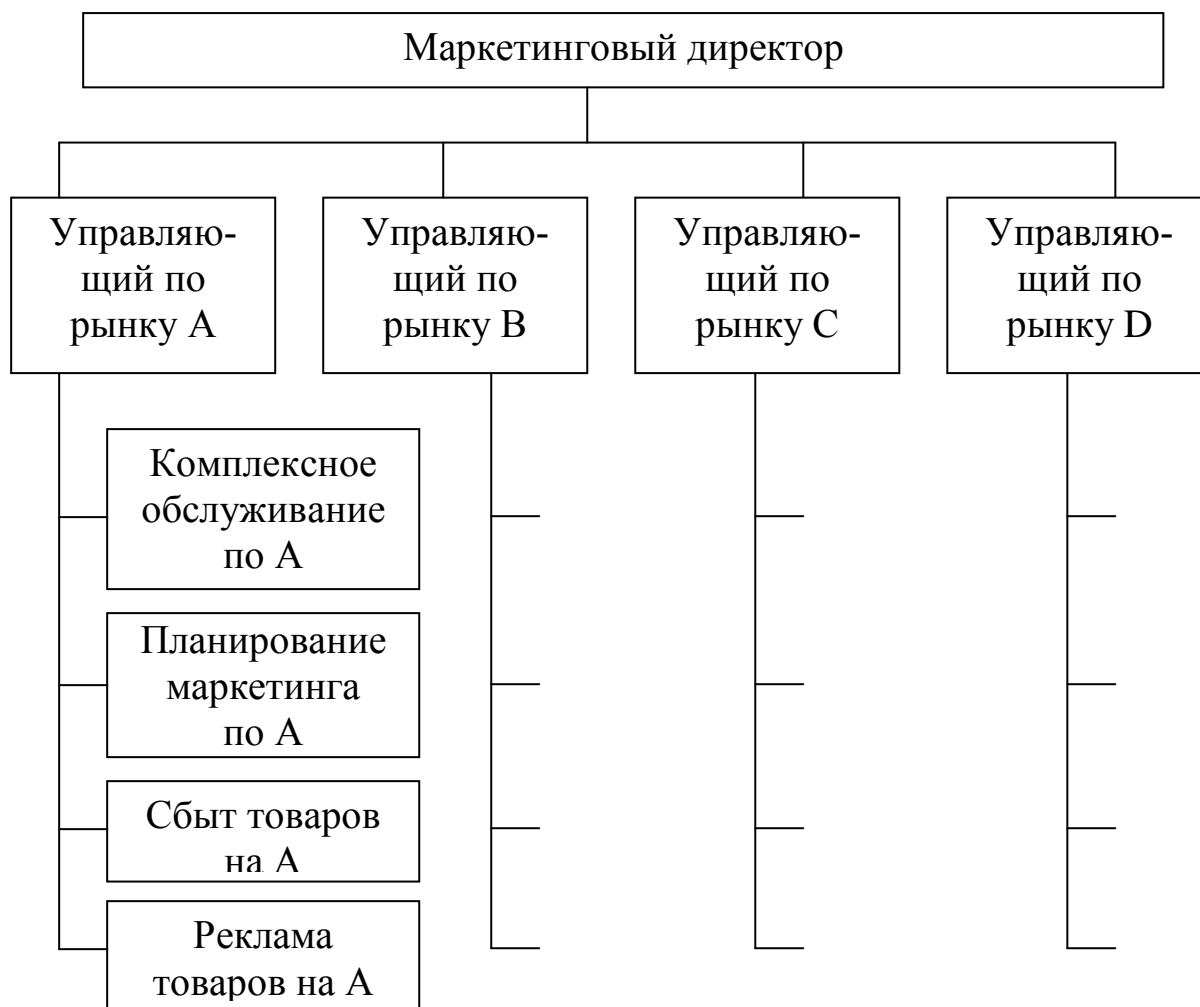 Маркетинговый директор
Управляю-
щий по
рынку А
Управляю-
щий по
рынку В
Управляю-
щий по
рынку С
Управляю-
щий по
рынку D
Комплексное
обслуживание
по А
Планирование
маркетинга
по А
Сбыт товаров
на А
Реклама
товаров на А